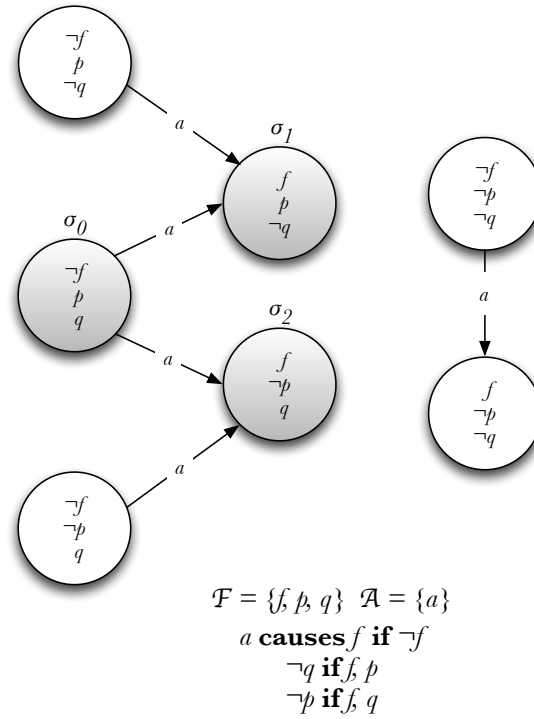 ¬f
p
¬q
a
σ1
f
p
¬q
¬f
¬p
¬q
σ0
a
¬f
p
q
a
σ2
a
f
¬p
q
f
¬p
¬q
a
¬f
¬p
q
F = {f, p, q} A = {a}
a causes f if ¬f
¬q if f, p
¬p if f, q